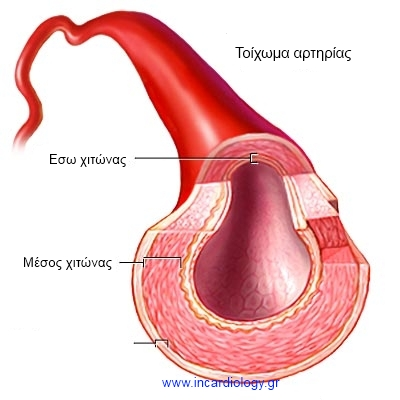 Τοίχωμα αρτηρίας
Εσω χιτώνας
Μέσος χιτώνας
www.incardiology.gr